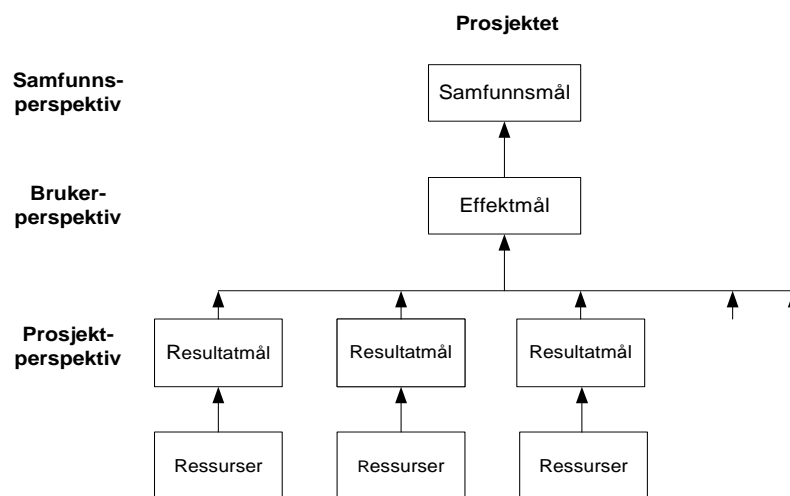 Prosjektet
Samfunns-
perspektiv
Samfunnsmål
Bruker-
perspektiv
Effektmål
Prosjekt-
perspektiv
Resultatmål
Resultatmål
Resultatmål
Ressurser
Ressurser
Ressurser